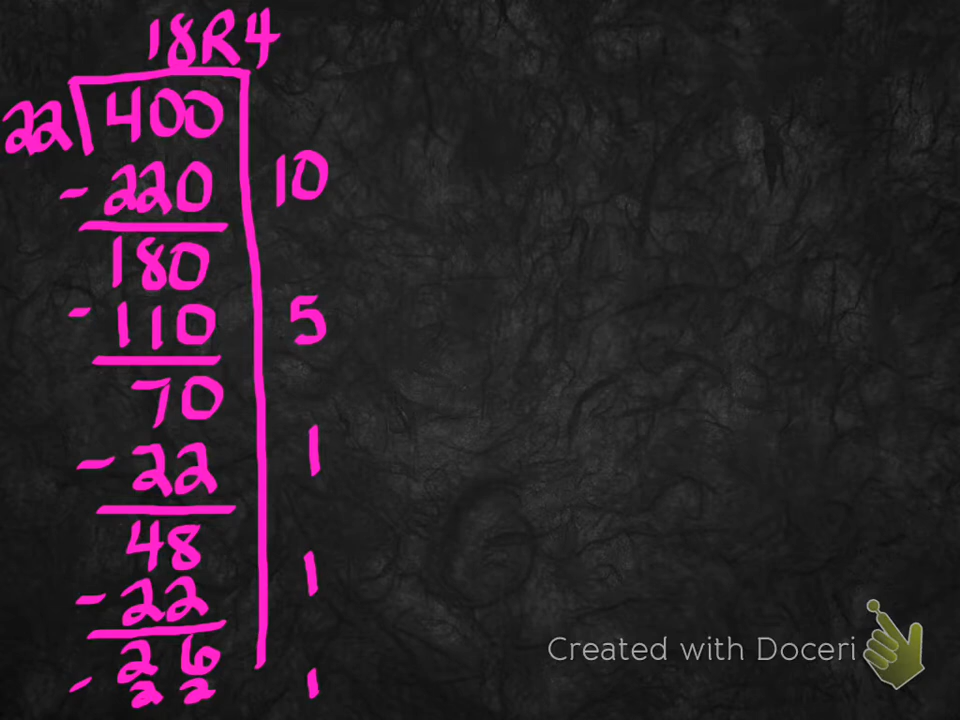 18R4
22 400
- 220 10
180
- 110 5
70
- 22 1
48
- 22 1
26
- 22 1
Created with Doceri